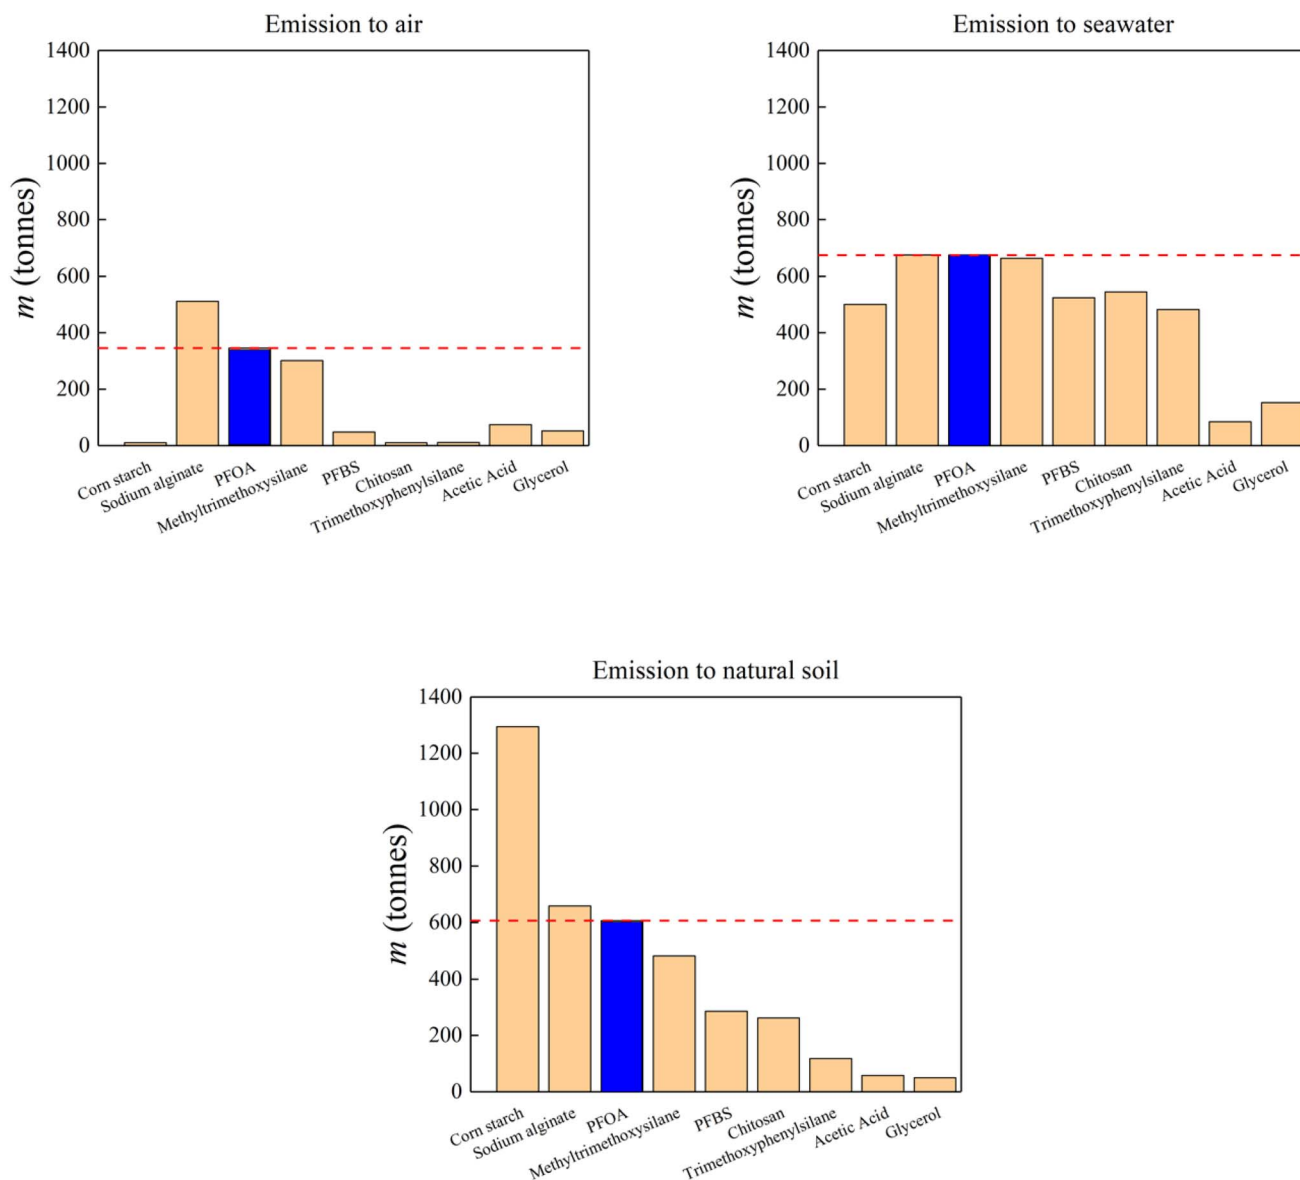 Emission to air
1400
1200
1000
800
600
400
200
0
m (tonnes)
Corn starch
Sodium alginate
PFOA
Methyltrimethoxysilane
PFBS
Chitosan
Trimethoxyphenylsilane
Acetic Acid
Glycerol
Emission to seawater
1400
1200
1000
800
600
400
200
0
m (tonnes)
Corn starch
Sodium alginate
PFOA
Methyltrimethoxysilane
PFBS
Chitosan
Trimethoxyphenylsilane
Acetic Acid
Glycerol
Emission to natural soil
1400
1200
1000
800
600
400
200
0
m (tonnes)
Corn starch
Sodium alginate
PFOA
Methyltrimethoxysilane
PFBS
Chitosan
Trimethoxyphenylsilane
Acetic Acid
Glycerol